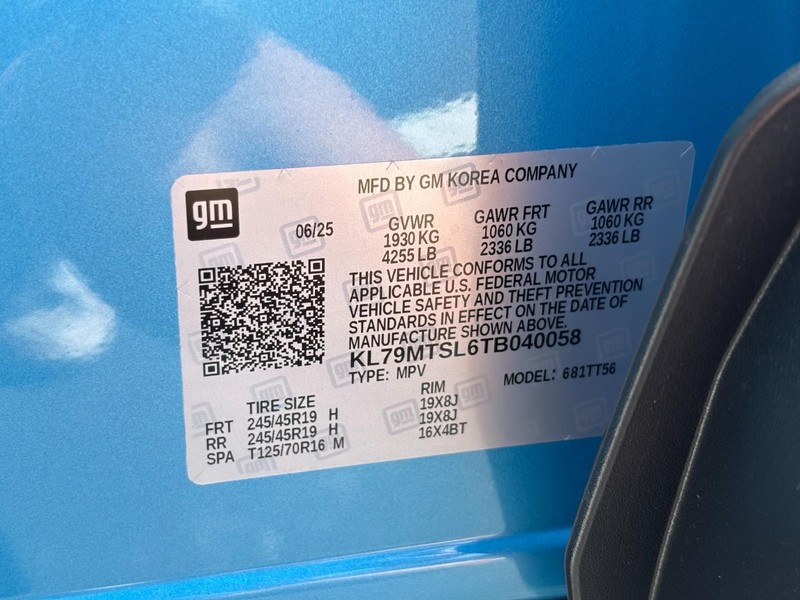 MFD BY GM KOREA COMPANY
gm
06/25
GVWR GAWR FRT GAWR RR
1930 KG 1060 KG 1060 KG
4255 LB 2336 LB 2336 LB
THIS VEHICLE CONFORMS TO ALL
APPLICABLE U.S. FEDERAL MOTOR
VEHICLE SAFETY AND THEFT PREVENTION
STANDARDS IN EFFECT ON THE DATE OF
MANUFACTURE SHOWN ABOVE.
KL79MTSL6TB040058
TYPE: MPV MODEL: 681TT56
TIRE SIZE RIM
FRT 245/45R19 H 19X8J
RR 245/45R19 H 19X8J
SPA T125/70R16 M 16X4BT